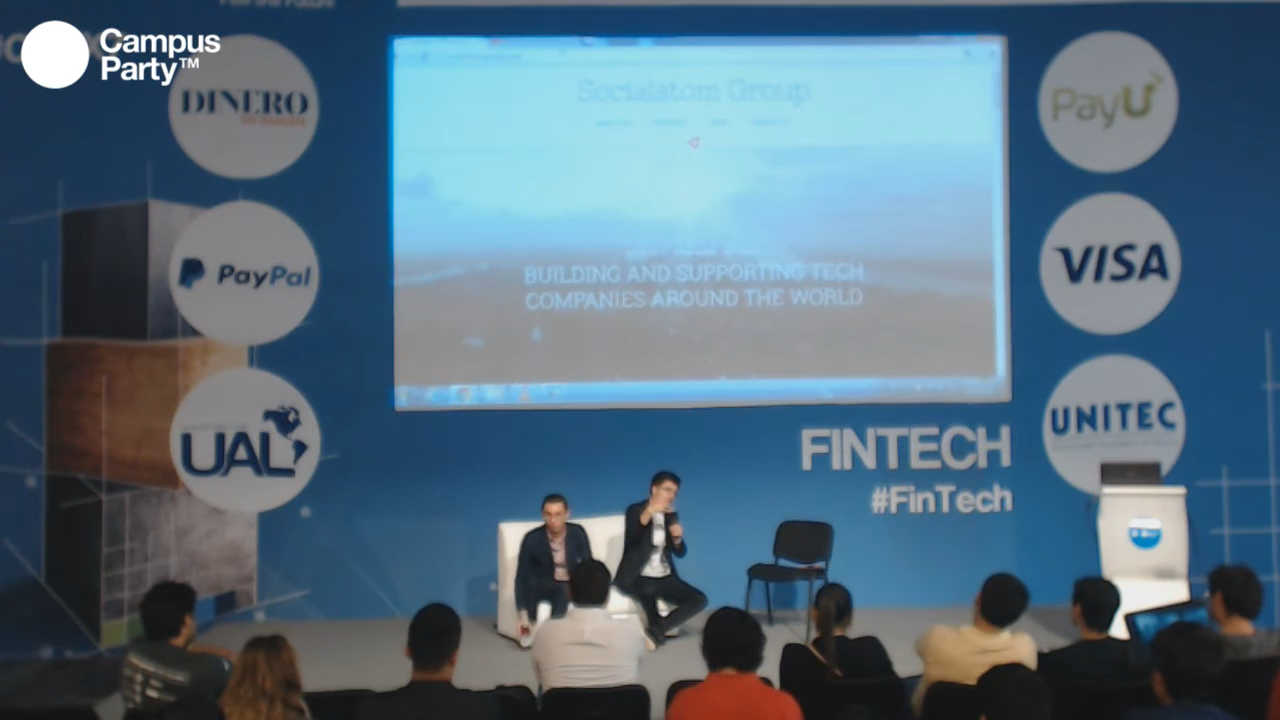 Campus
Party™
DINERO
PayPal
UAL
Socialatom Group
BUILDING AND SUPPORTING TECH
COMPANIES AROUND THE WORLD
PayU
VISA
UNITEC
FINTECH
#FinTech